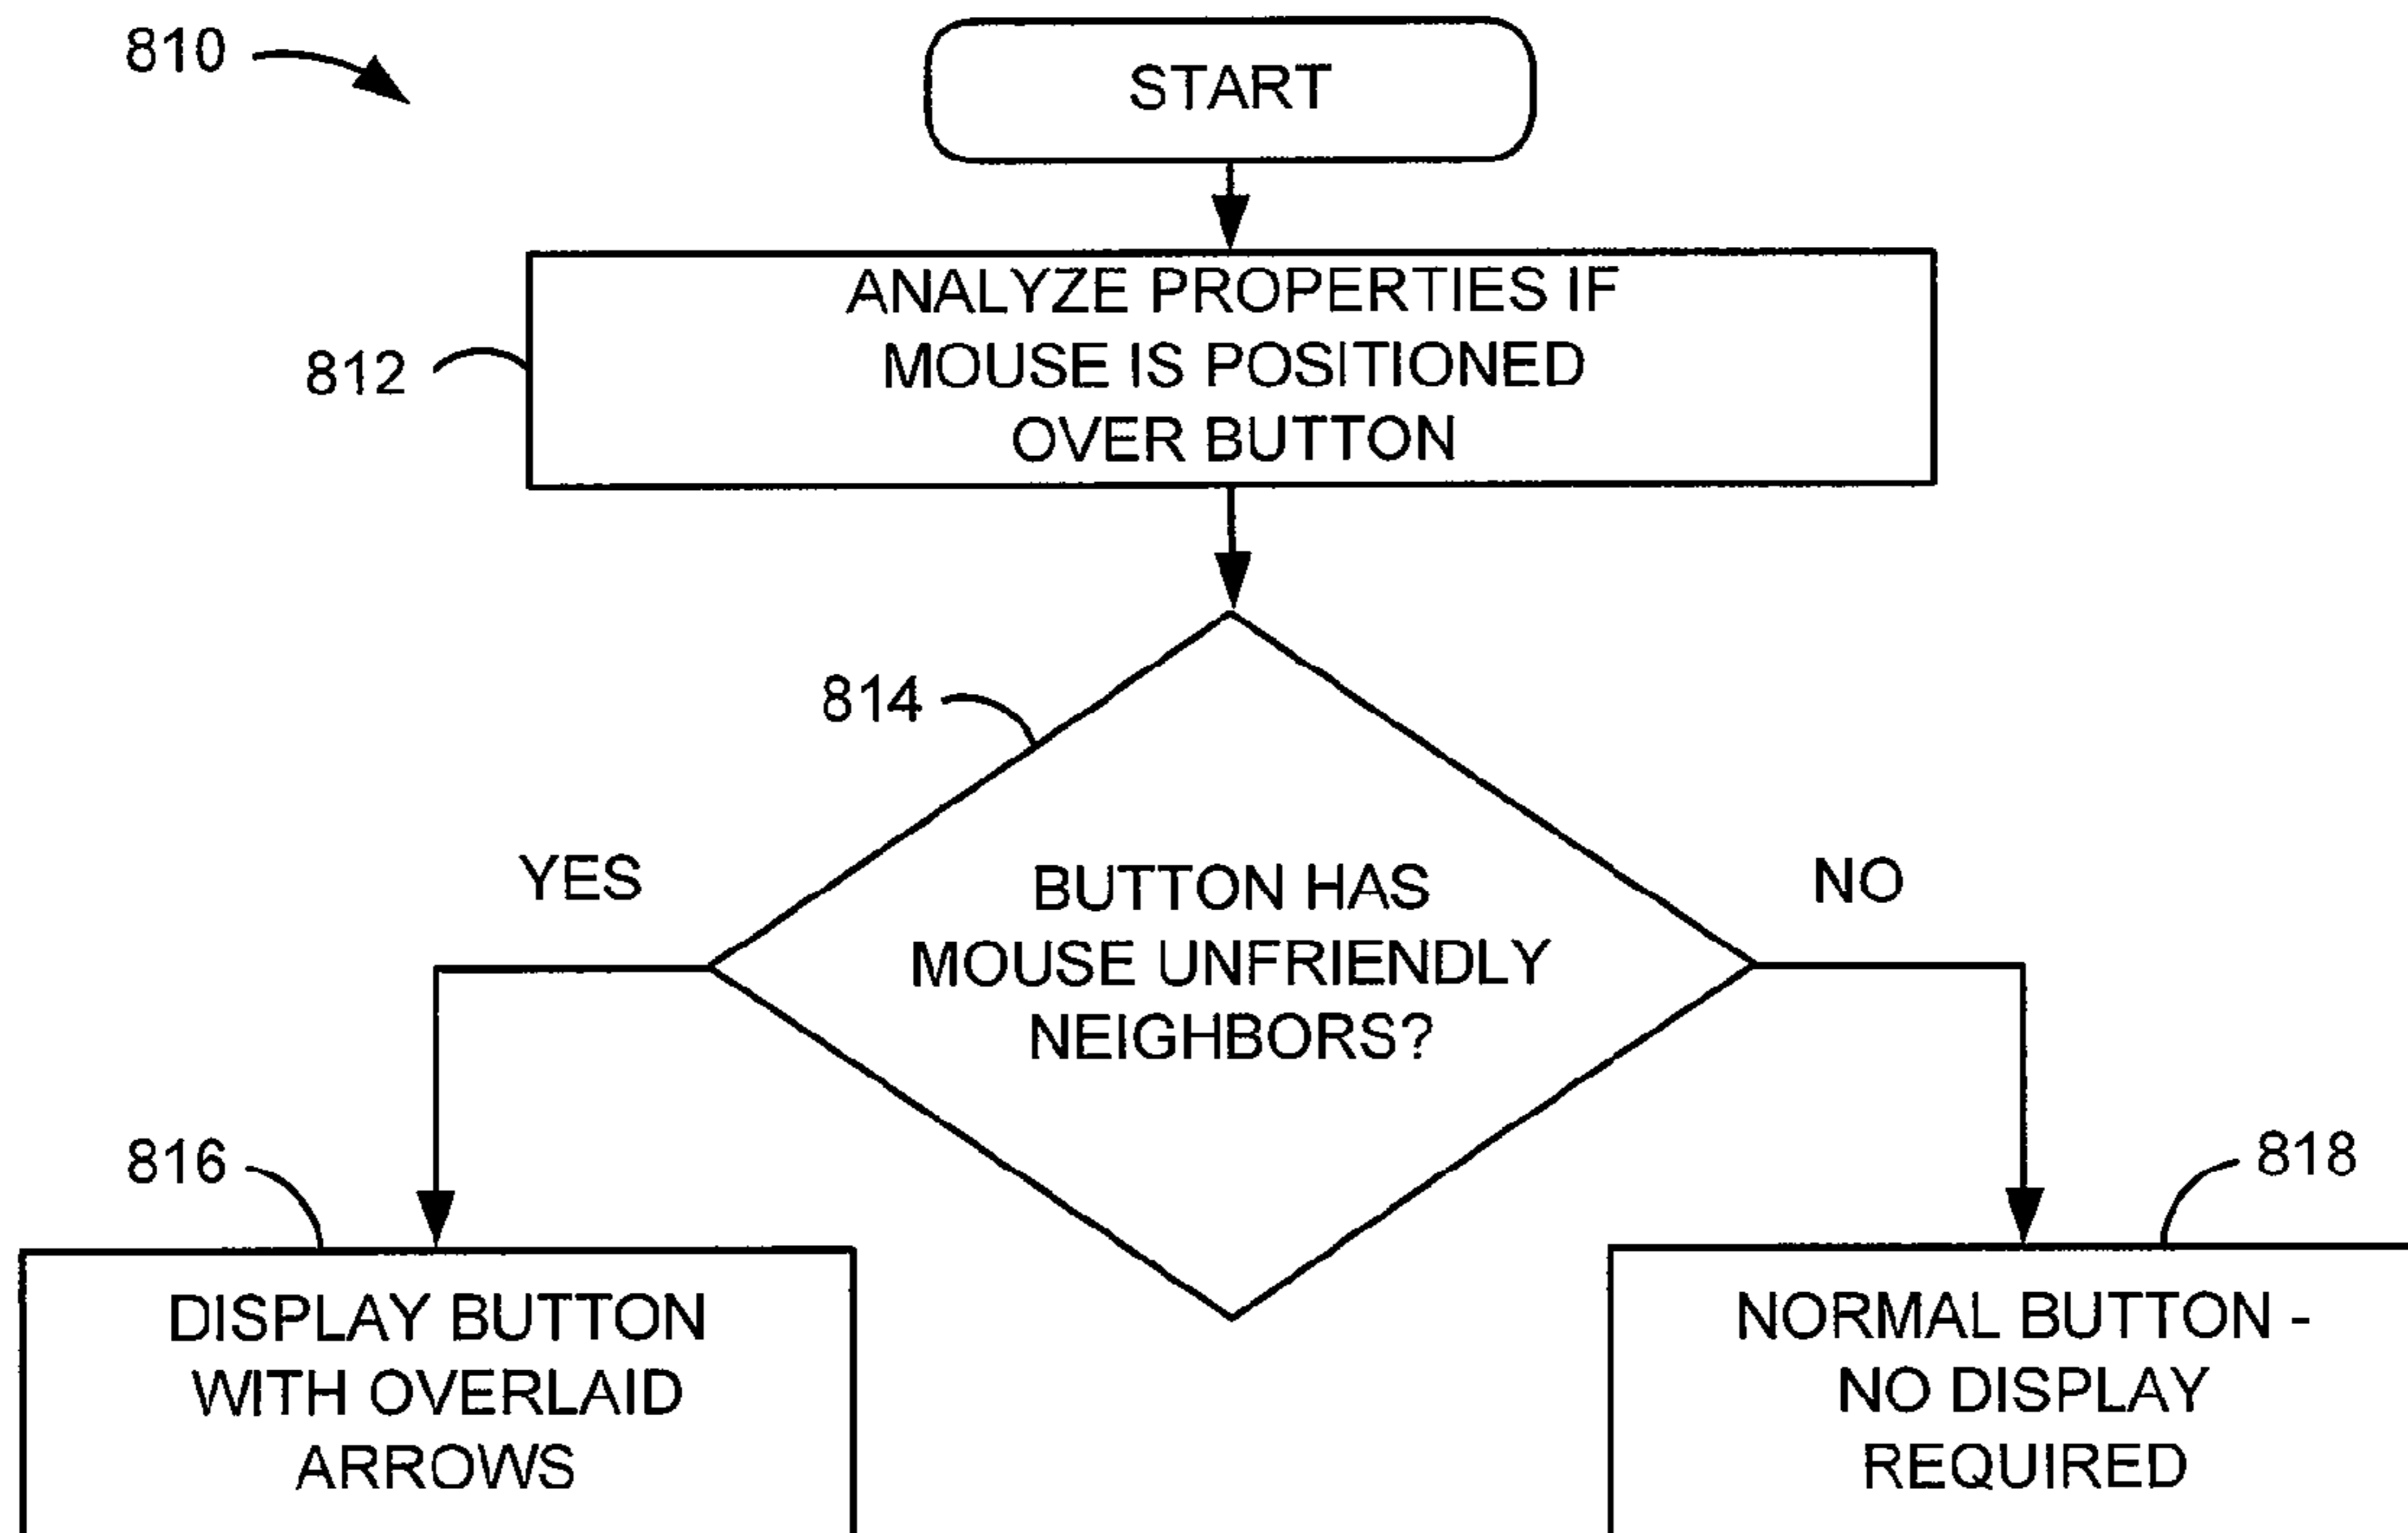 810
START
812
ANALYZE PROPERTIES IF
MOUSE IS POSITIONED
OVER BUTTON
814
YES
NO
BUTTON HAS
MOUSE UNFRIENDLY
NEIGHBORS?
816
818
DISPLAY BUTTON
WITH OVERLAID
ARROWS
NORMAL BUTTON -
NO DISPLAY
REQUIRED